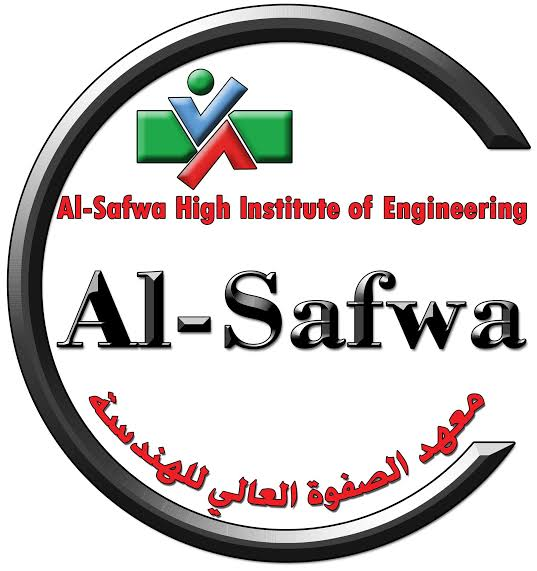 Al-Safwa High Institute of Engineering
Al-Safwa
معهد الصفوة العالي للهندسة